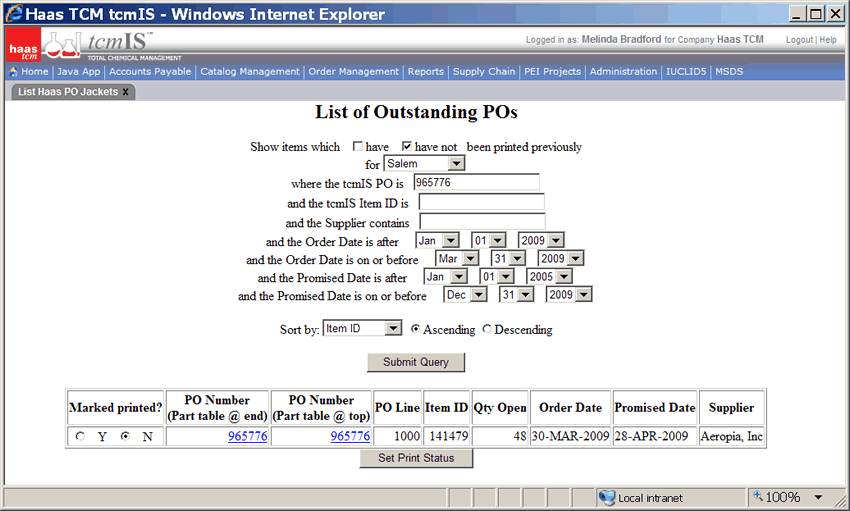 Haas TCM tcmIS - Windows Internet Explorer
haas tcm tcmIS™ TOTAL CHEMICAL MANAGEMENT
Logged in as: Melinda Bradford for Company Haas TCM Logout | Help
Home | Java App | Accounts Payable | Catalog Management | Order Management | Reports | Supply Chain | PEI Projects | Administration | IUCLID5 | MSDS
List Haas PO Jackets x
List of Outstanding POs
Show items which have have not been printed previously
for Salem
where the tcmIS PO is 965776
and the tcmIS Item ID is
and the Supplier contains
and the Order Date is after Jan 01 2009
and the Order Date is on or before Mar 31 2009
and the Promised Date is after Jan 01 2005
and the Promised Date is on or before Dec 31 2009
Sort by: Item ID Ascending Descending
Submit Query
Marked printed? PO Number (Part table @ end) PO Number (Part table @ top) PO Line Item ID Qty Open Order Date Promised Date Supplier
Y N 965776 965776 1000 141479 48 30-MAR-2009 28-APR-2009 Aeropia, Inc
Set Print Status
Local intranet 100%